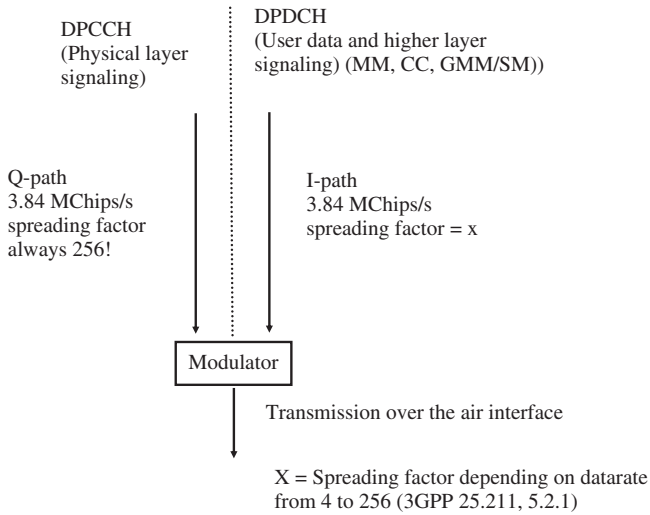 DPCCH
(Physical layer
signaling)
DPDCH
(User data and higher layer
signaling) (MM, CC, GMM/SM))
Q-path
3.84 MChips/s
spreading factor
always 256!
I-path
3.84 MChips/s
spreading factor = x
Modulator
Transmission over the air interface
X = Spreading factor depending on datarate
from 4 to 256 (3GPP 25.211, 5.2.1)